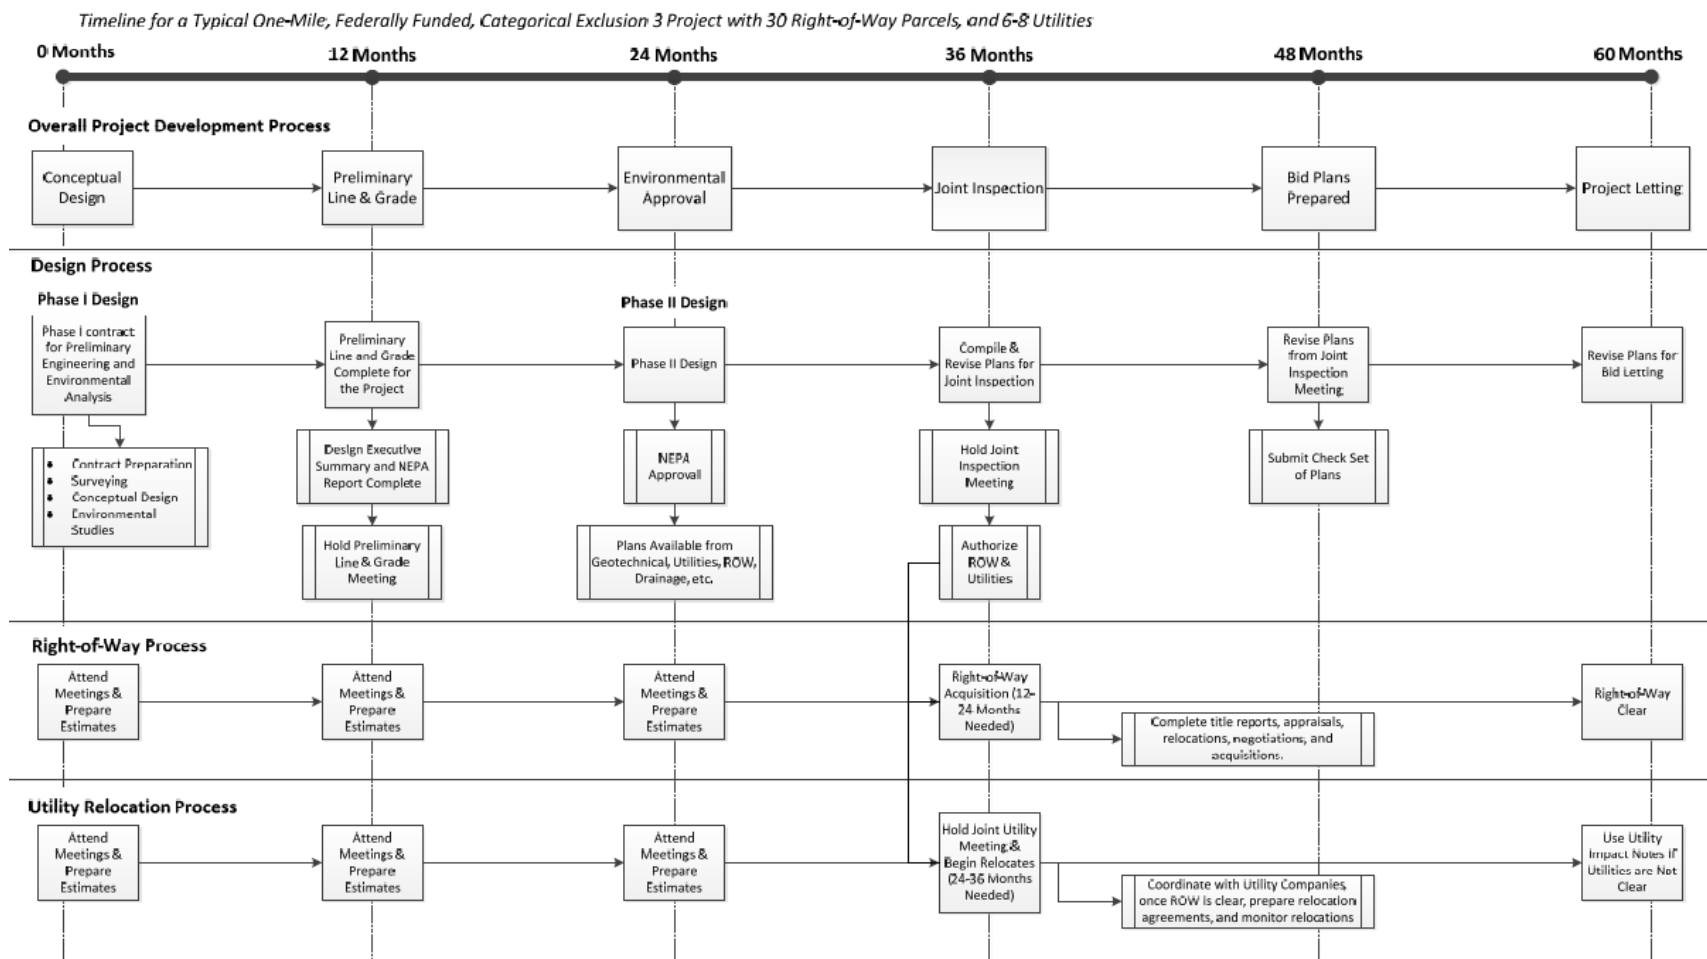 Timeline for a Typical One-Mile, Federally Funded, Categorical Exclusion 3 Project with 30 Right-of-Way Parcels, and 6-8 Utilities
0 Months
12 Months
24 Months
36 Months
48 Months
60 Months
Overall Project Development Process
Conceptual
Design
Preliminary
Line & Grade
Environmental
Approval
Joint Inspection
Bid Plans
Prepared
Project Letting
Design Process
Phase I Design
Phase II Design
Phase I contract
for Preliminary
Engineering and
Environmental
Analysis
Preliminary
Line and Grade
Complete for
the Project
Phase II Design
Compile &
Revise Plans for
Joint Inspection
Revise Plans
from Joint
Inspection
Meeting
Revise Plans for
Bid Letting
• Contract Preparation
• Surveying
• Conceptual Design
• Environmental
Studies
Design Executive
Summary and NEPA
Report Complete
NEPA
Approval
Hold Joint
Inspection
Meeting
Submit Check Set
of Plans
Hold Preliminary
Line & Grade
Meeting
Plans Available from
Geotechnical, Utilities, ROW,
Drainage, etc.
Authorize
ROW &
Utilities
Right-of-Way Process
Attend
Meetings &
Prepare
Estimates
Attend
Meetings &
Prepare
Estimates
Attend
Meetings &
Prepare
Estimates
Right-of-Way
Acquisition (12-
24 Months
Needed)
Complete title reports, appraisals,
relocations, negotiations, and
acquisitions.
Right-of-Way
Clear
Utility Relocation Process
Attend
Meetings &
Prepare
Estimates
Attend
Meetings &
Prepare
Estimates
Attend
Meetings &
Prepare
Estimates
Hold Joint Utility
Meeting &
Begin Relocates
(24-36 Months
Needed)
Coordinate with Utility Companies,
once ROW is clear, prepare relocation
agreements, and monitor relocations
Use Utility
Impact Notes If
Utilities are Not
Clear